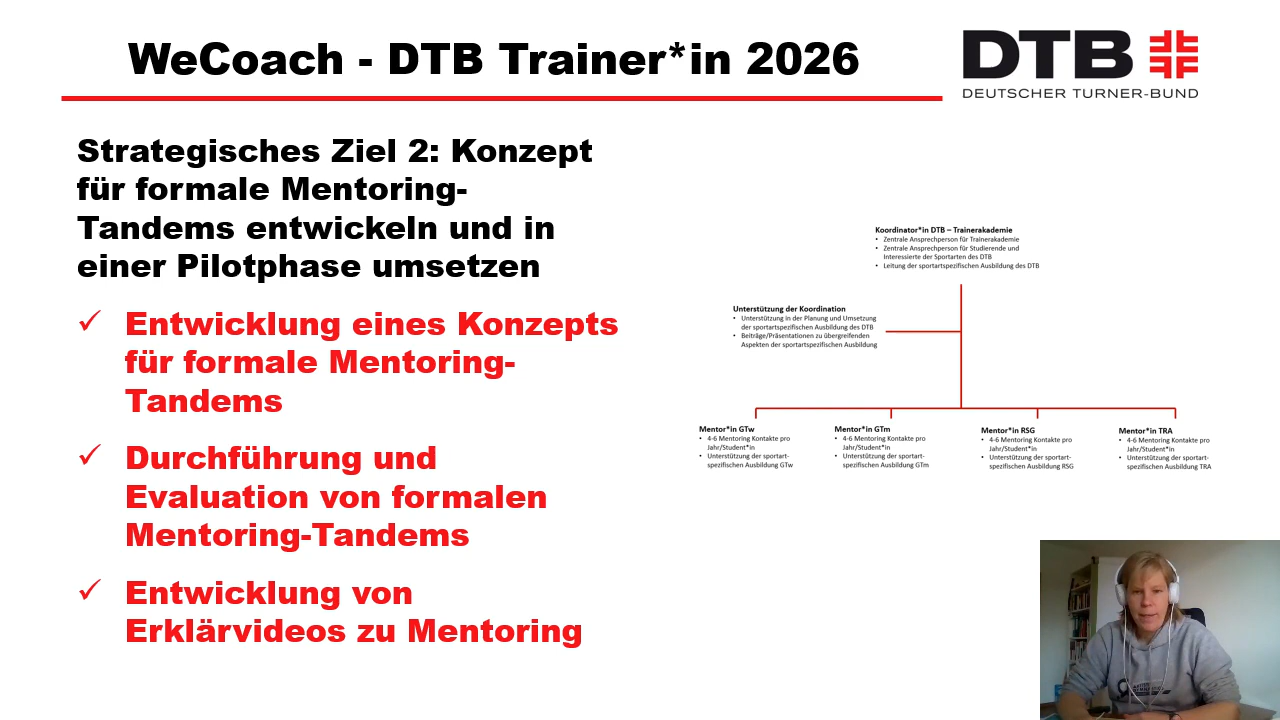 WeCoach - DTB Trainer*in 2026
DTB
DEUTSCHER TURNER-BUND
Strategisches Ziel 2: Konzept
für formale Mentoring-
Tandems entwickeln und in
einer Pilotphase umsetzen
✓ Entwicklung eines Konzepts
für formale Mentoring-
Tandems
✓ Durchführung und
Evaluation von formalen
Mentoring-Tandems
✓ Entwicklung von
Erklärvideos zu Mentoring
Koordinator*in DTB – Trainerakademie
• Zentrale Ansprechperson für Trainerakademie
• Zentrale Ansprechperson für Studierende und
Interessierte der Sportarten des DTB
• Leitung der sportartspezifischen Ausbildung des DTB
Unterstützung der Koordination
• Unterstützung in der Planung und Umsetzung
der sportartspezifischen Ausbildung des DTB
• Beiträge/Präsentationen zu übergreifenden
Aspekten der sportartspezifischen Ausbildung
Mentor*in GTw
• 4-6 Mentoring Kontakte pro
Jahr/Student*in
• Unterstützung der sportart-
spezifischen Ausbildung GTw
Mentor*in GTm
• 4-6 Mentoring Kontakte pro
Jahr/Student*in
• Unterstützung der sportart-
spezifischen Ausbildung GTm
Mentor*in RSG
• 4-6 Mentoring Kontakte pro
Jahr/Student*in
• Unterstützung der sportart-
spezifischen Ausbildung RSG
Mentor*in TRA
• 4-6 Mentoring Kontakte pro
Jahr/Student*in
• Unterstützung der sportart-
spezifischen Ausbildung TRA